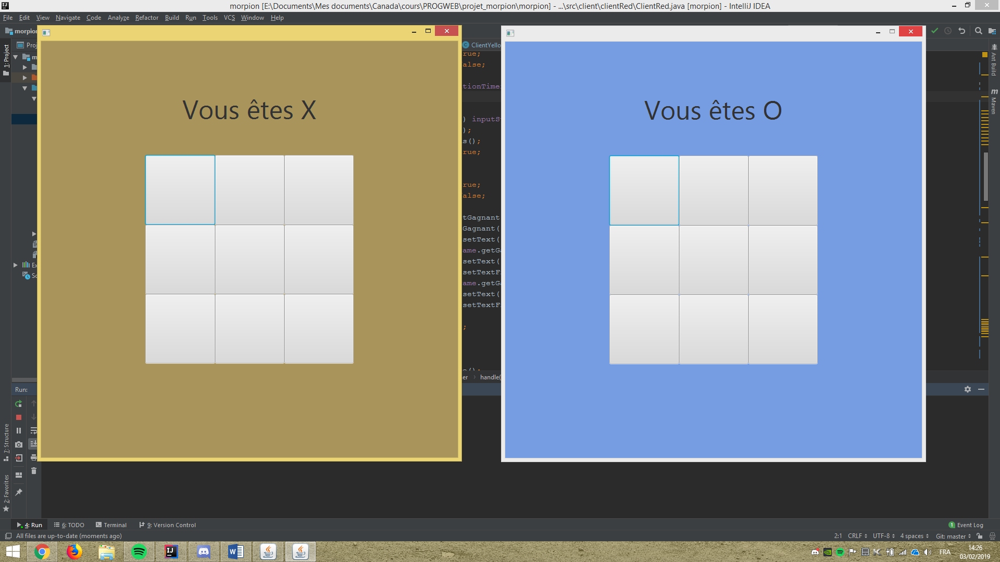 morpion [E:\Documents\Mes documents\Canada\cours\PROGWEB\projet_morpion\morpion] - ...\src\client\clientRed\ClientRed.java [morpion] - IntelliJ IDEA
File Edit View Navigate Code Analyze Refactor Build Run Tools VCS Window Help
morpion
1: Project
Proj
m
Ex
Sc
ClientYello
rue;
alse;
tionTime
) inputS
);
s();
rue;
rue;
alse;
tGagnant
Gagnant(
setText(
ame.getGa
setText(
setTextF
ame.getGa
setText(
setTextF
;
er > handle(
Vous êtes X
Vous êtes O
Ant Build
Maven
Run:
7: Structure
2: Favorites
4: Run 6: TODO Terminal 9: Version Control
1 Event Log
All files are up-to-date (moments ago)
2:1 CRLF UTF-8 4 spaces Git: master
FRA
14:26
03/02/2019